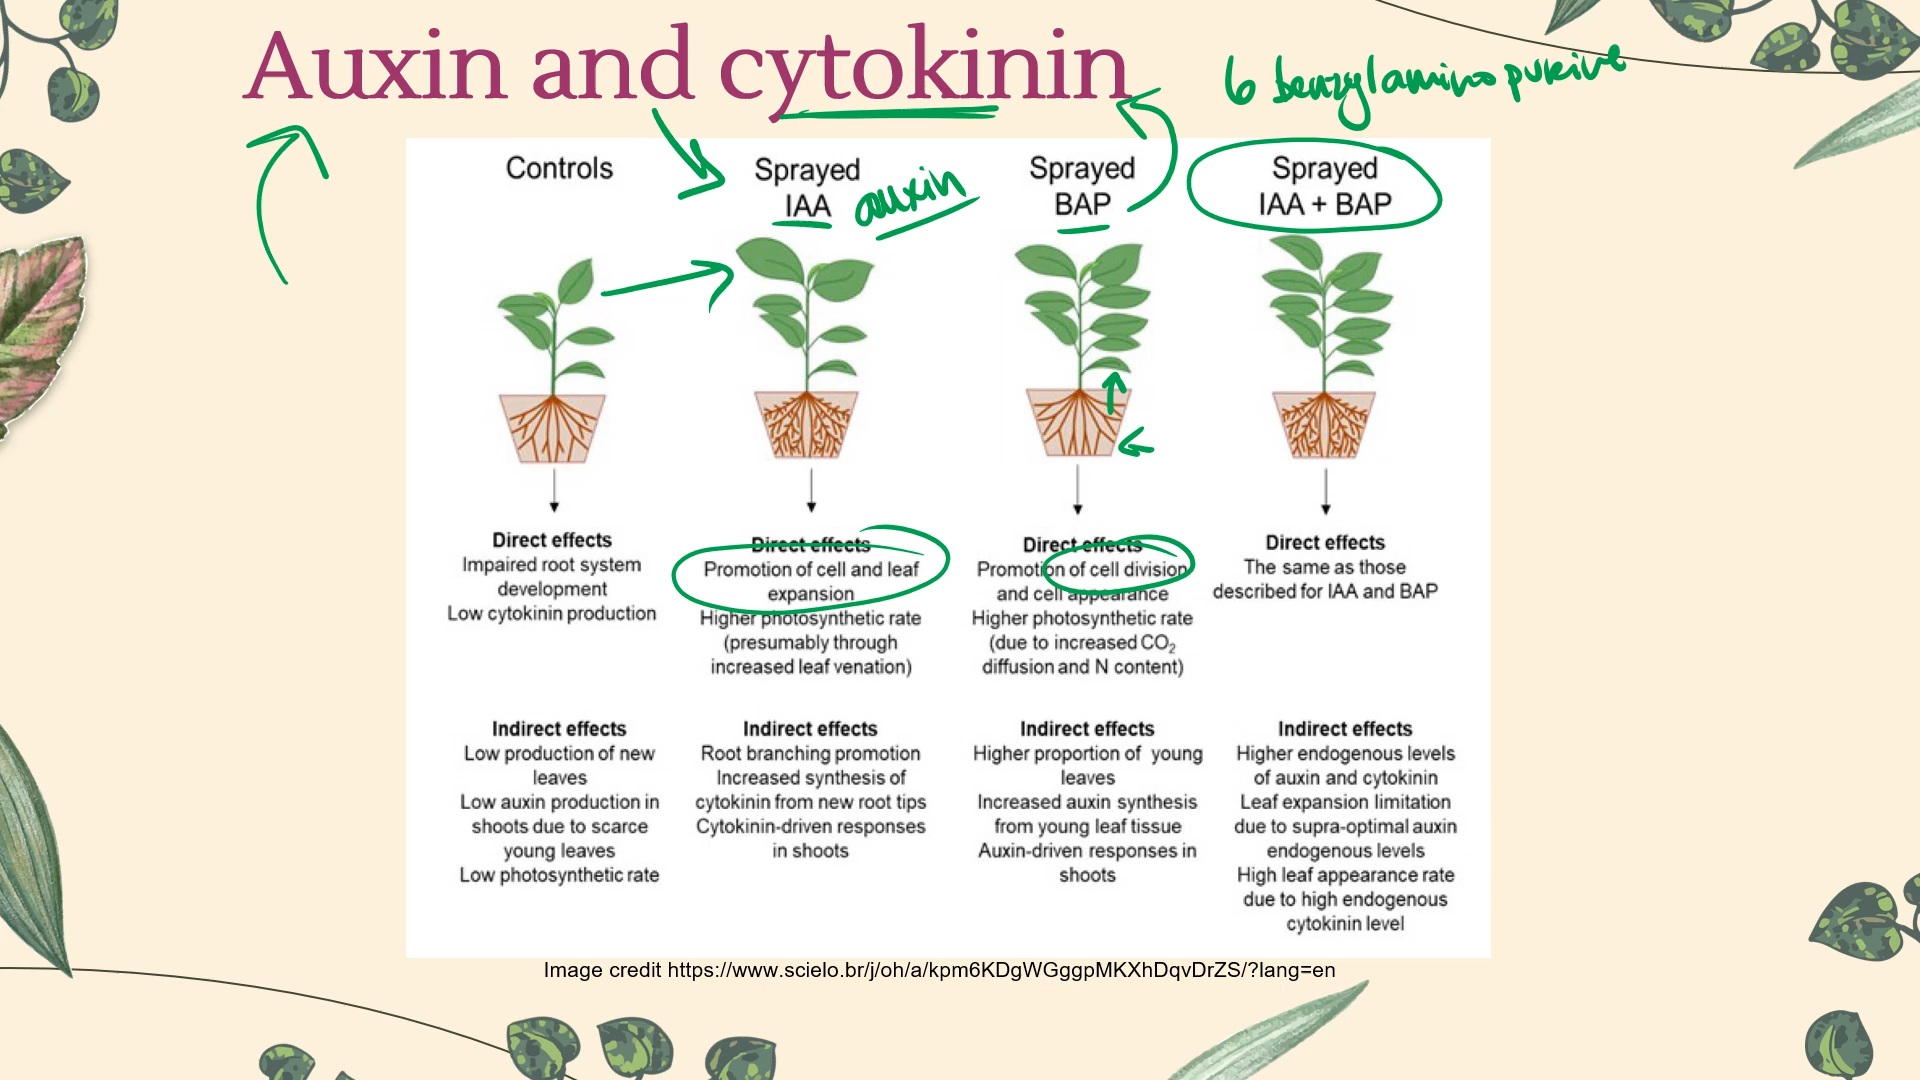 Auxin and cytokinin
6 benzylaminopurine
Controls
Sprayed
IAA
auxin
Sprayed
BAP
Sprayed
IAA + BAP
Direct effects
Impaired root system
development
Low cytokinin production
Direct effects
Promotion of cell and leaf
expansion
Higher photosynthetic rate
(presumably through
increased leaf venation)
Direct effects
Promotion of cell division
and cell appearance
Higher photosynthetic rate
(due to increased CO₂
diffusion and N content)
Direct effects
The same as those
described for IAA and BAP
Indirect effects
Low production of new
leaves
Low auxin production in
shoots due to scarce
young leaves
Low photosynthetic rate
Indirect effects
Root branching promotion
Increased synthesis of
cytokinin from new root tips
Cytokinin-driven responses
in shoots
Indirect effects
Higher proportion of young
leaves
Increased auxin synthesis
from young leaf tissue
Auxin-driven responses in
shoots
Indirect effects
Higher endogenous levels
of auxin and cytokinin
Leaf expansion limitation
due to supra-optimal auxin
endogenous levels
High leaf appearance rate
due to high endogenous
cytokinin level
Image credit https://www.scielo.br/j/oh/a/kpm6KDgWGggpMKXhDqvDrZS/?lang=en